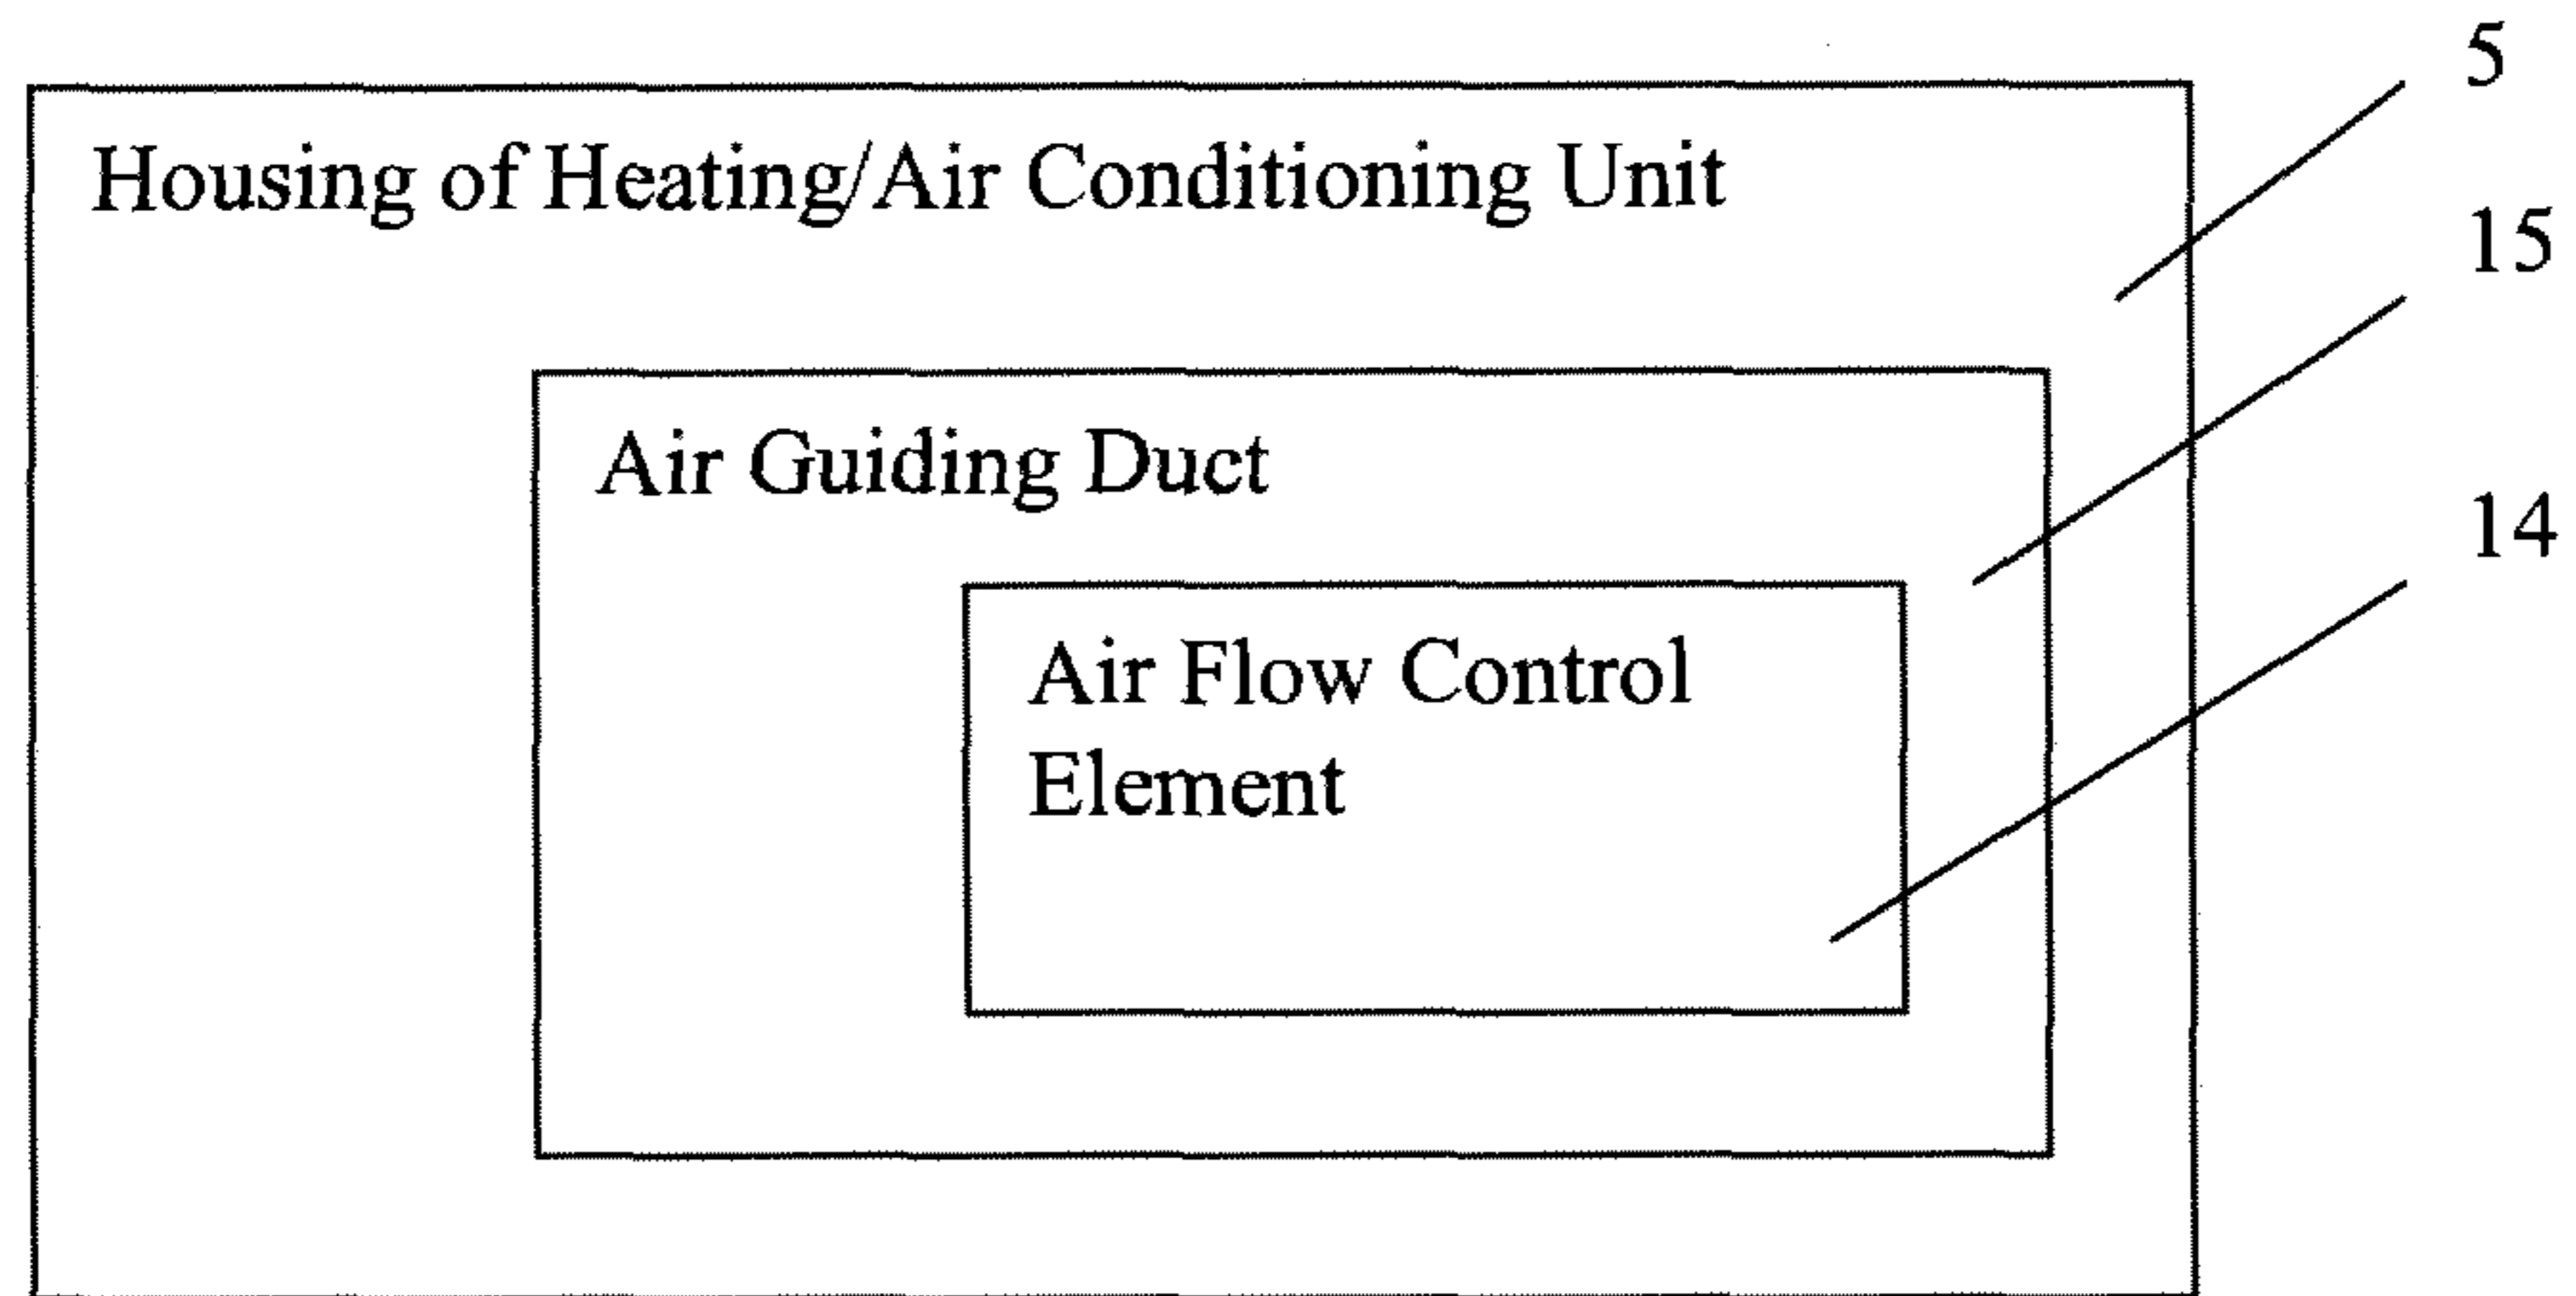 5
Housing of Heating/Air Conditioning Unit
15
Air Guiding Duct
14
Air Flow Control
Element